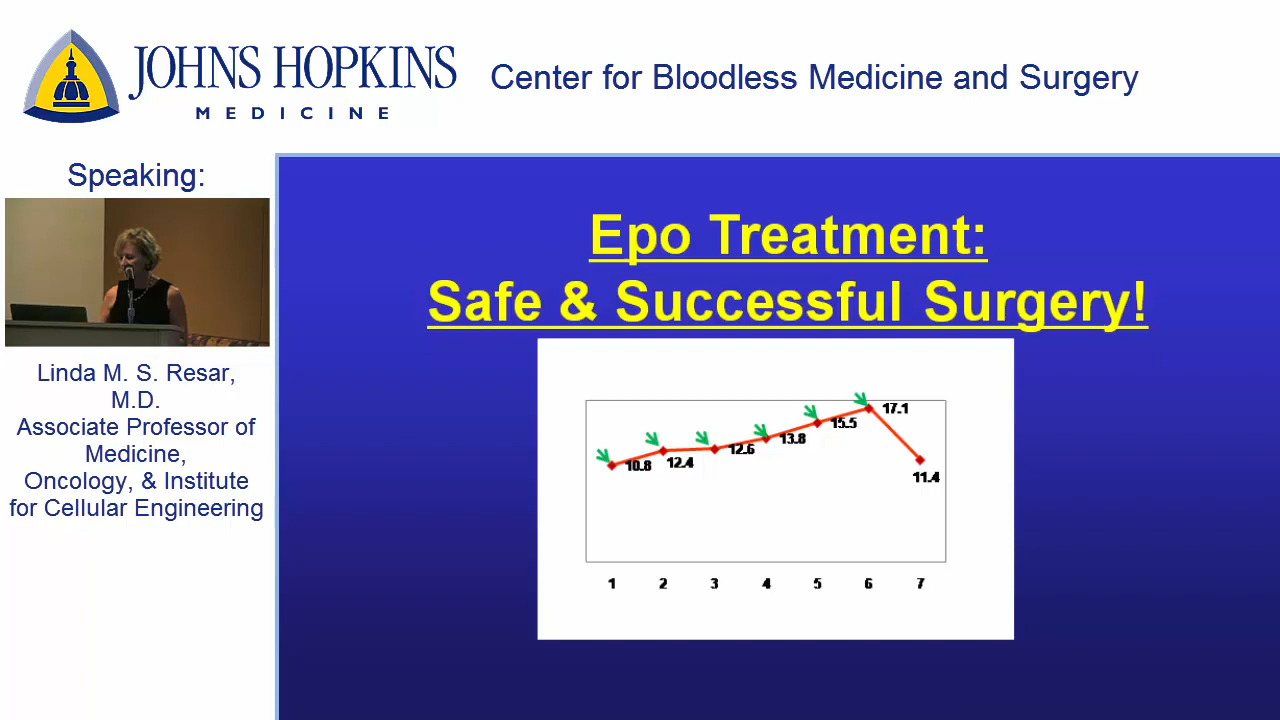 JOHNS HOPKINS
MEDICINE
Center for Bloodless Medicine and Surgery
Speaking:
Linda M. S. Resar,
M.D.
Associate Professor of
Medicine,
Oncology, & Institute
for Cellular Engineering
Epo Treatment:
Safe & Successful Surgery!
10.8
12.4
12.6
13.8
15.5
17.1
11.4
1 2 3 4 5 6 7